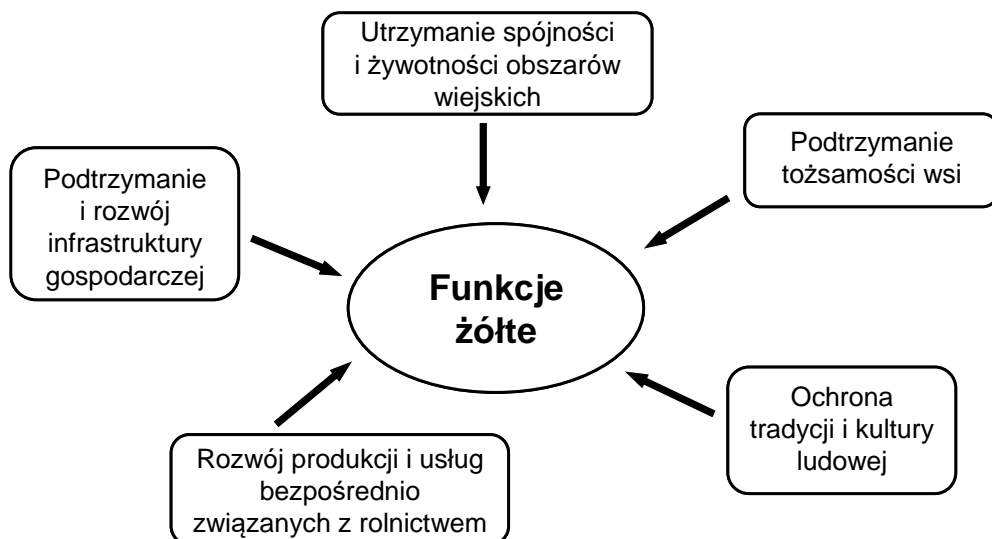 Utrzymanie spójności
i żywotności obszarów
wiejskich
Podtrzymanie
tożsamości wsi
Podtrzymanie
i rozwój
infrastruktury
gospodarczej
Funkcje
żółte
Ochrona
tradycji i kultury
ludowej
Rozwój produkcji i usług
bezpośrednio
związanych z rolnictwem